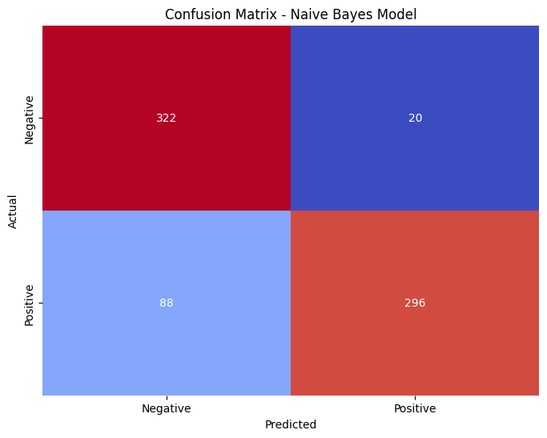 Confusion Matrix - Naive Bayes Model
Actual
Negative
322
20
Positive
88
296
Negative
Positive
Predicted